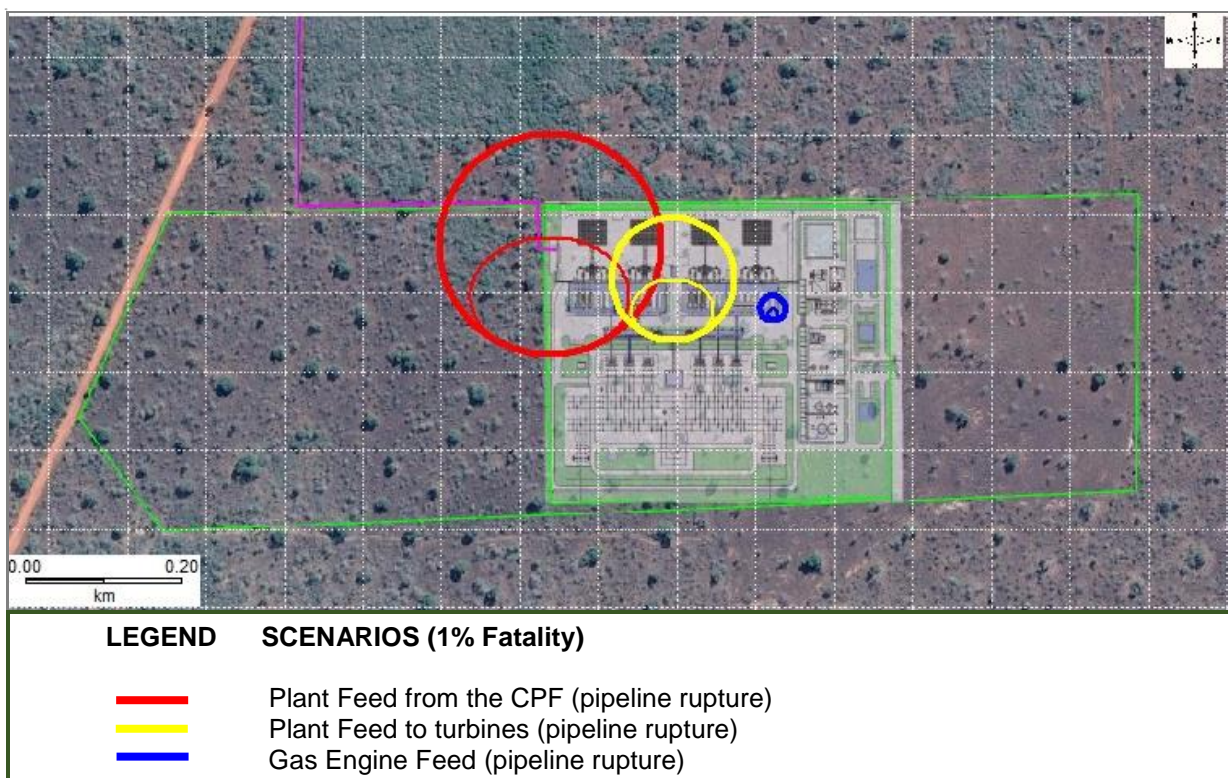 0.00 0.20
km
LEGEND SCENARIOS (1% Fatality)
Plant Feed from the CPF (pipeline rupture)
Plant Feed to turbines (pipeline rupture)
Gas Engine Feed (pipeline rupture)